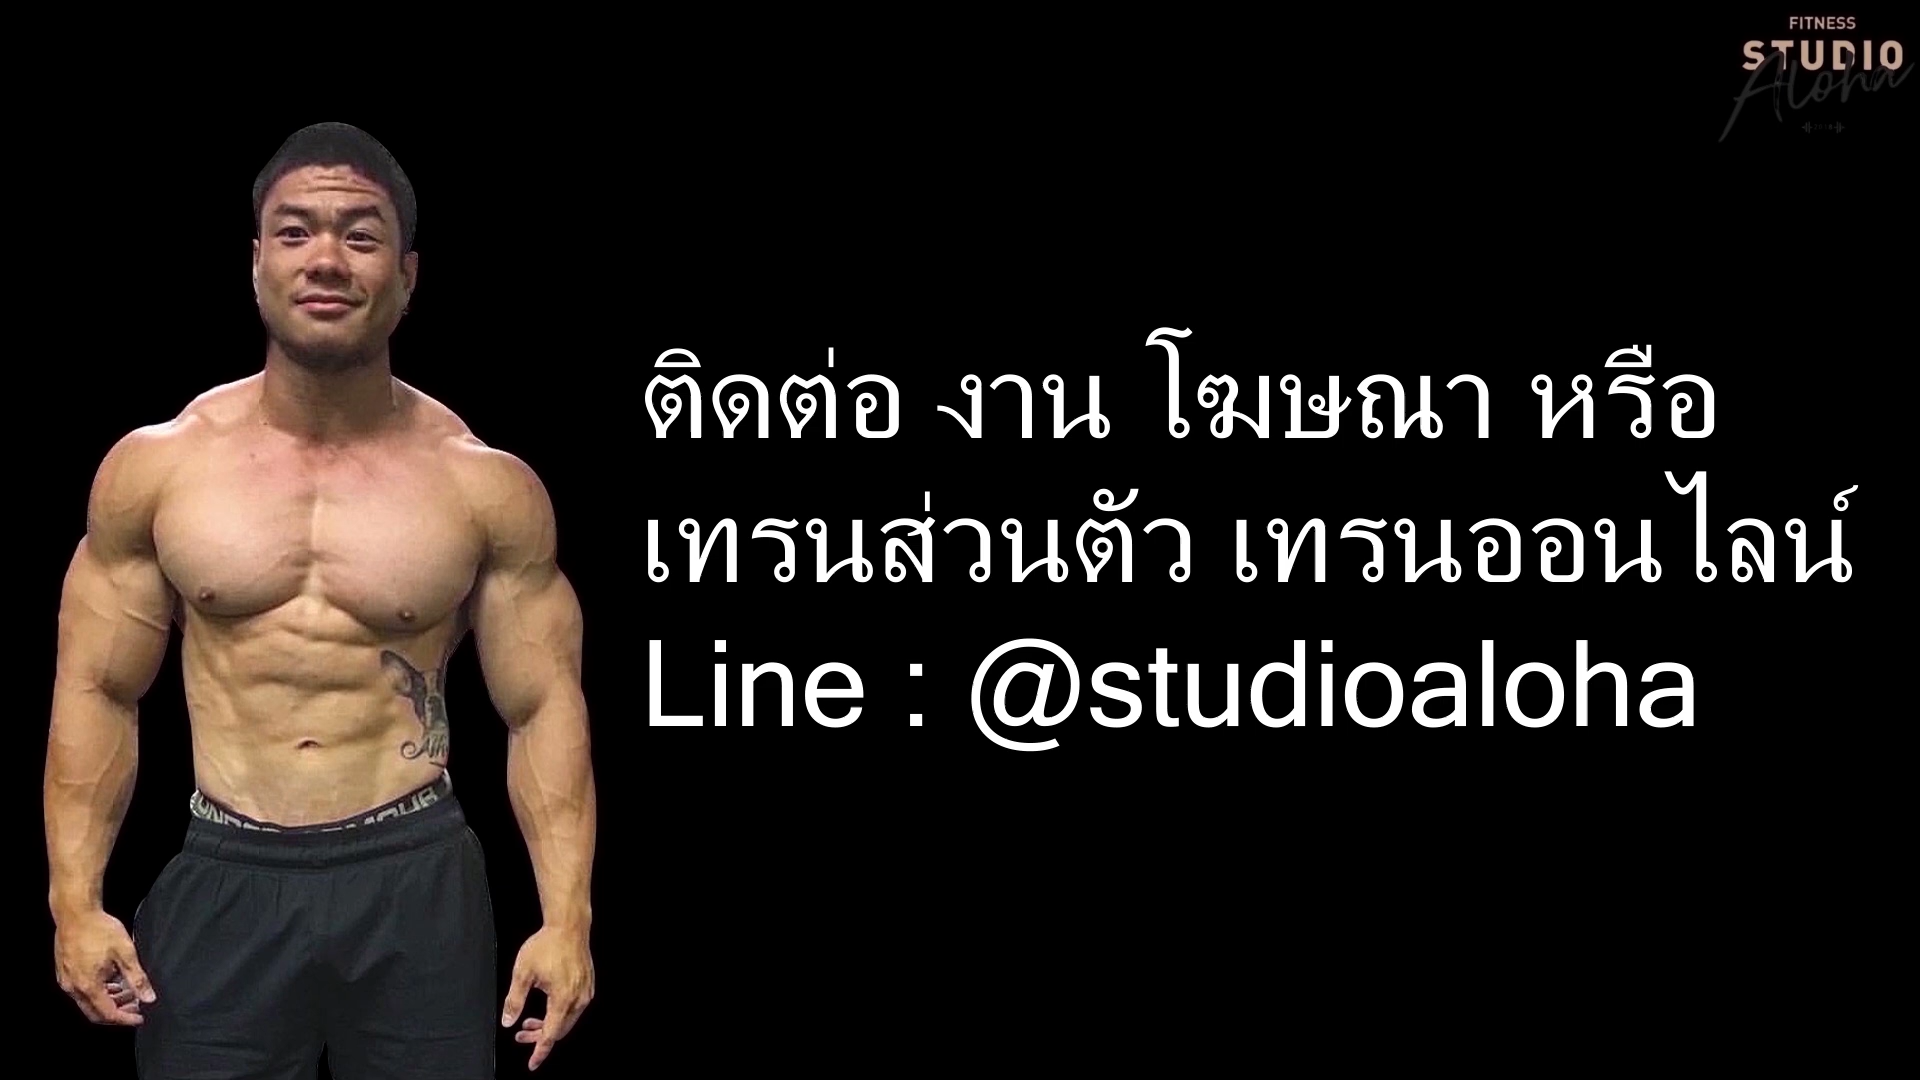 FITNESS
STUDIO
Aloha
ติดต่อ งาน โฆษณา หรือ
เทรนส่วนตัว เทรนออนไลน์
Line : @studioaloha